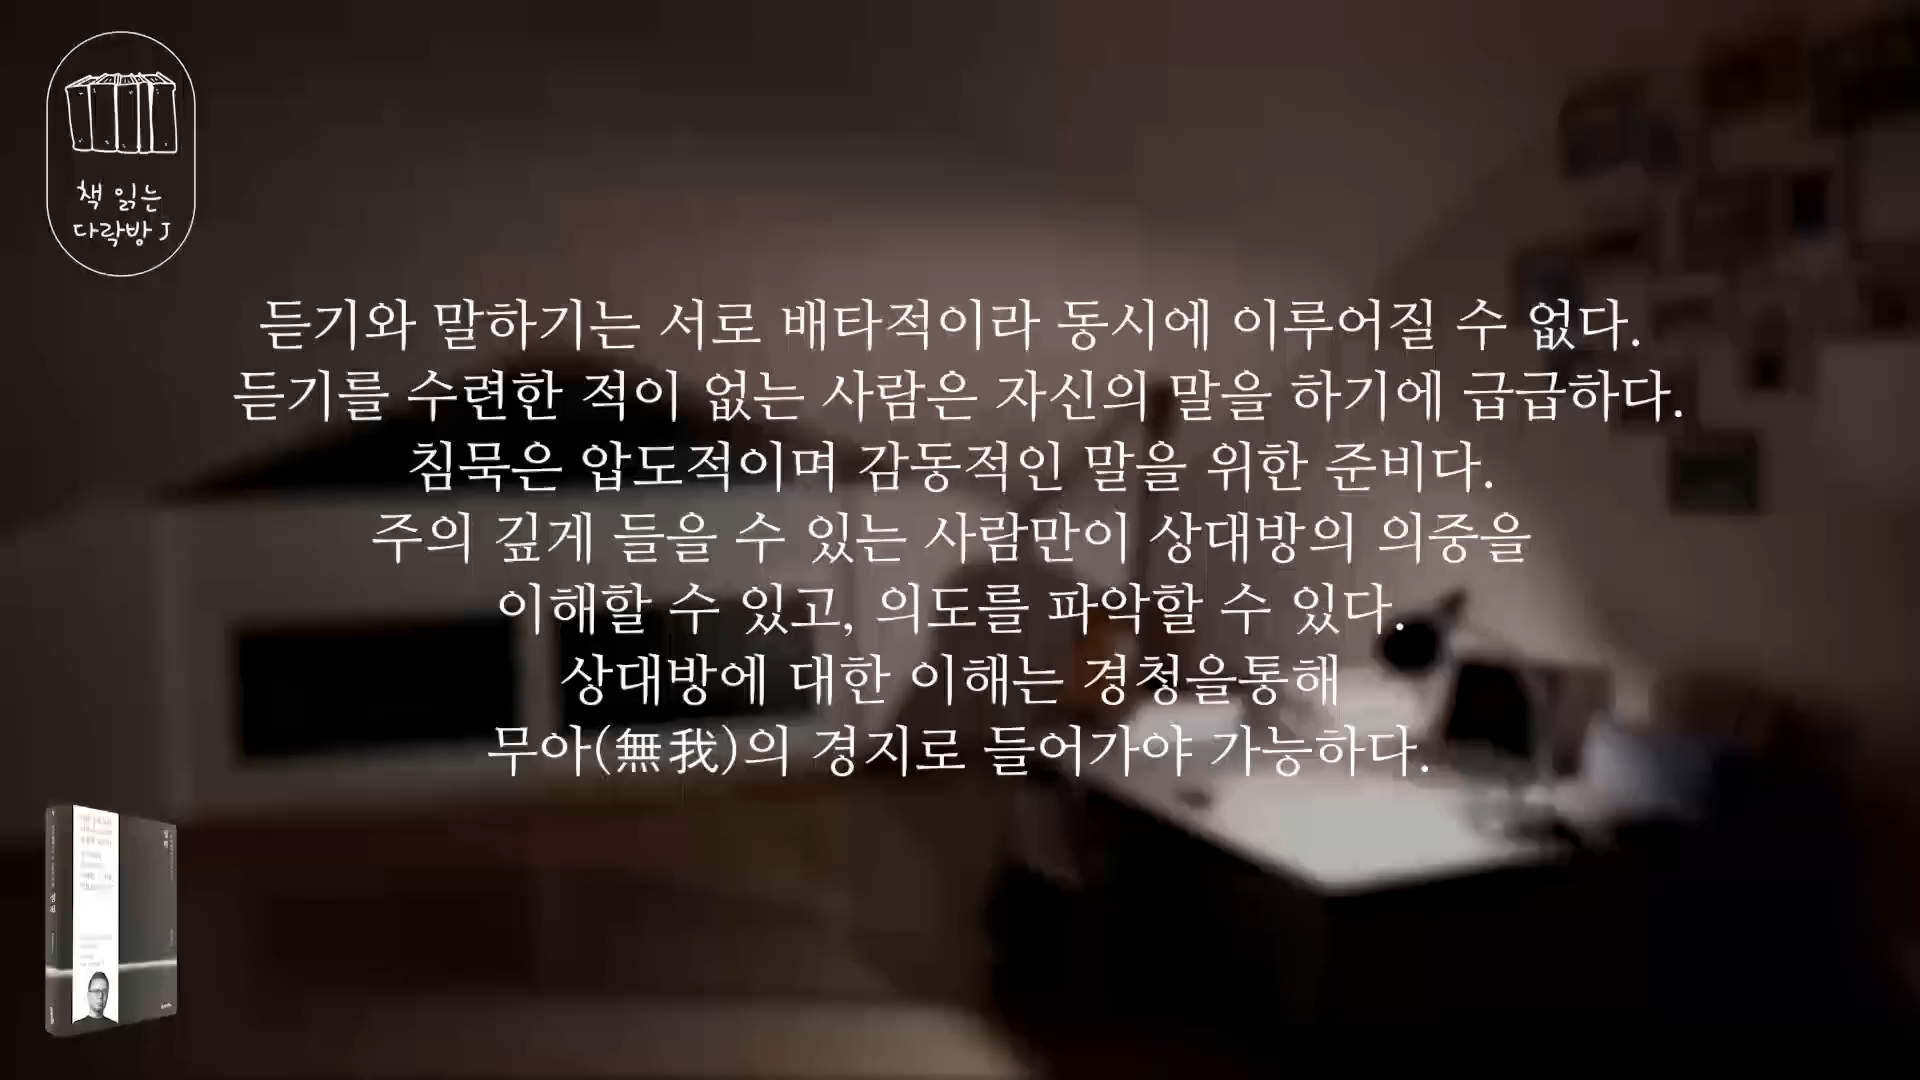 책 읽는
다락방 J
듣기와 말하기는 서로 배타적이라 동시에 이루어질 수 없다.
듣기를 수련한 적이 없는 사람은 자신의 말을 하기에 급급하다.
침묵은 압도적이며 감동적인 말을 위한 준비다.
주의 깊게 들을 수 있는 사람만이 상대방의 의중을
이해할 수 있고, 의도를 파악할 수 있다.
상대방에 대한 이해는 경청을통해
무아(無我)의 경지로 들어가야 가능하다.